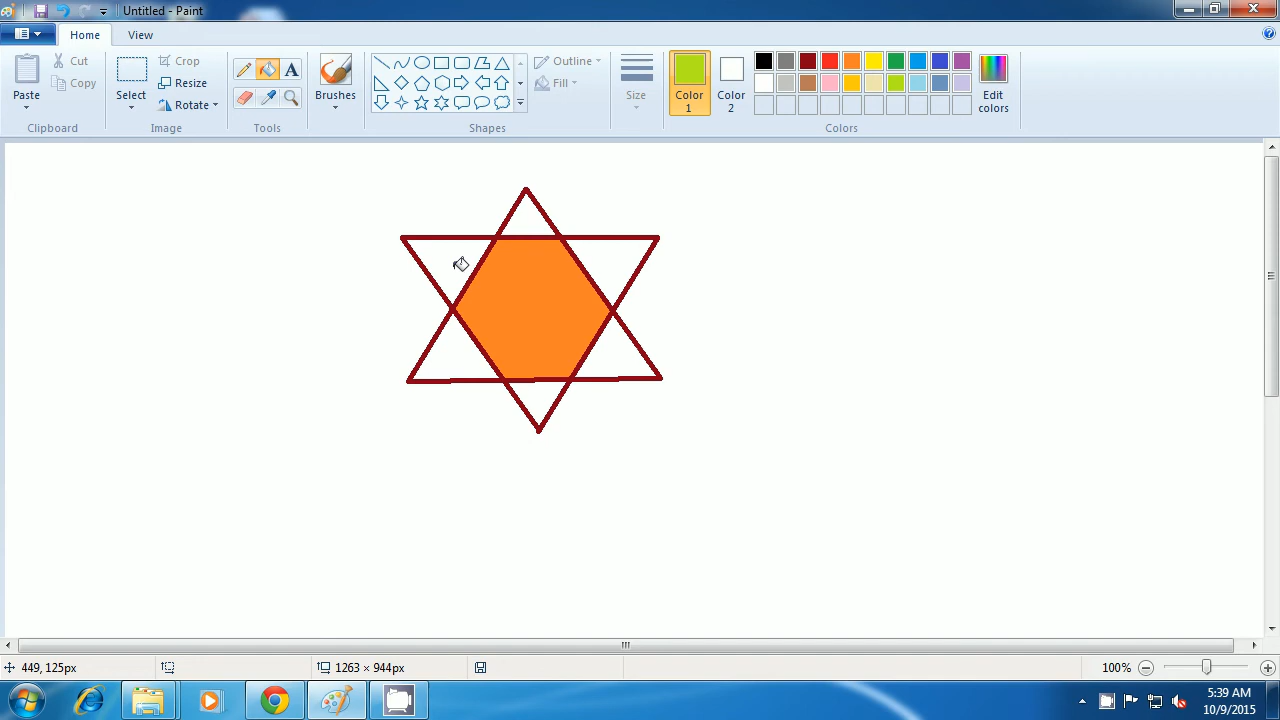 Untitled - Paint
Home View
Paste
Cut
Copy
Clipboard
Select
Crop
Resize
Rotate
Image
A
Tools
Brushes
Shapes
Outline
Fill
Size
Color 1
Color 2
Edit colors
Colors
449, 125px
1263 × 944px
100%
5:39 AM
10/9/2015